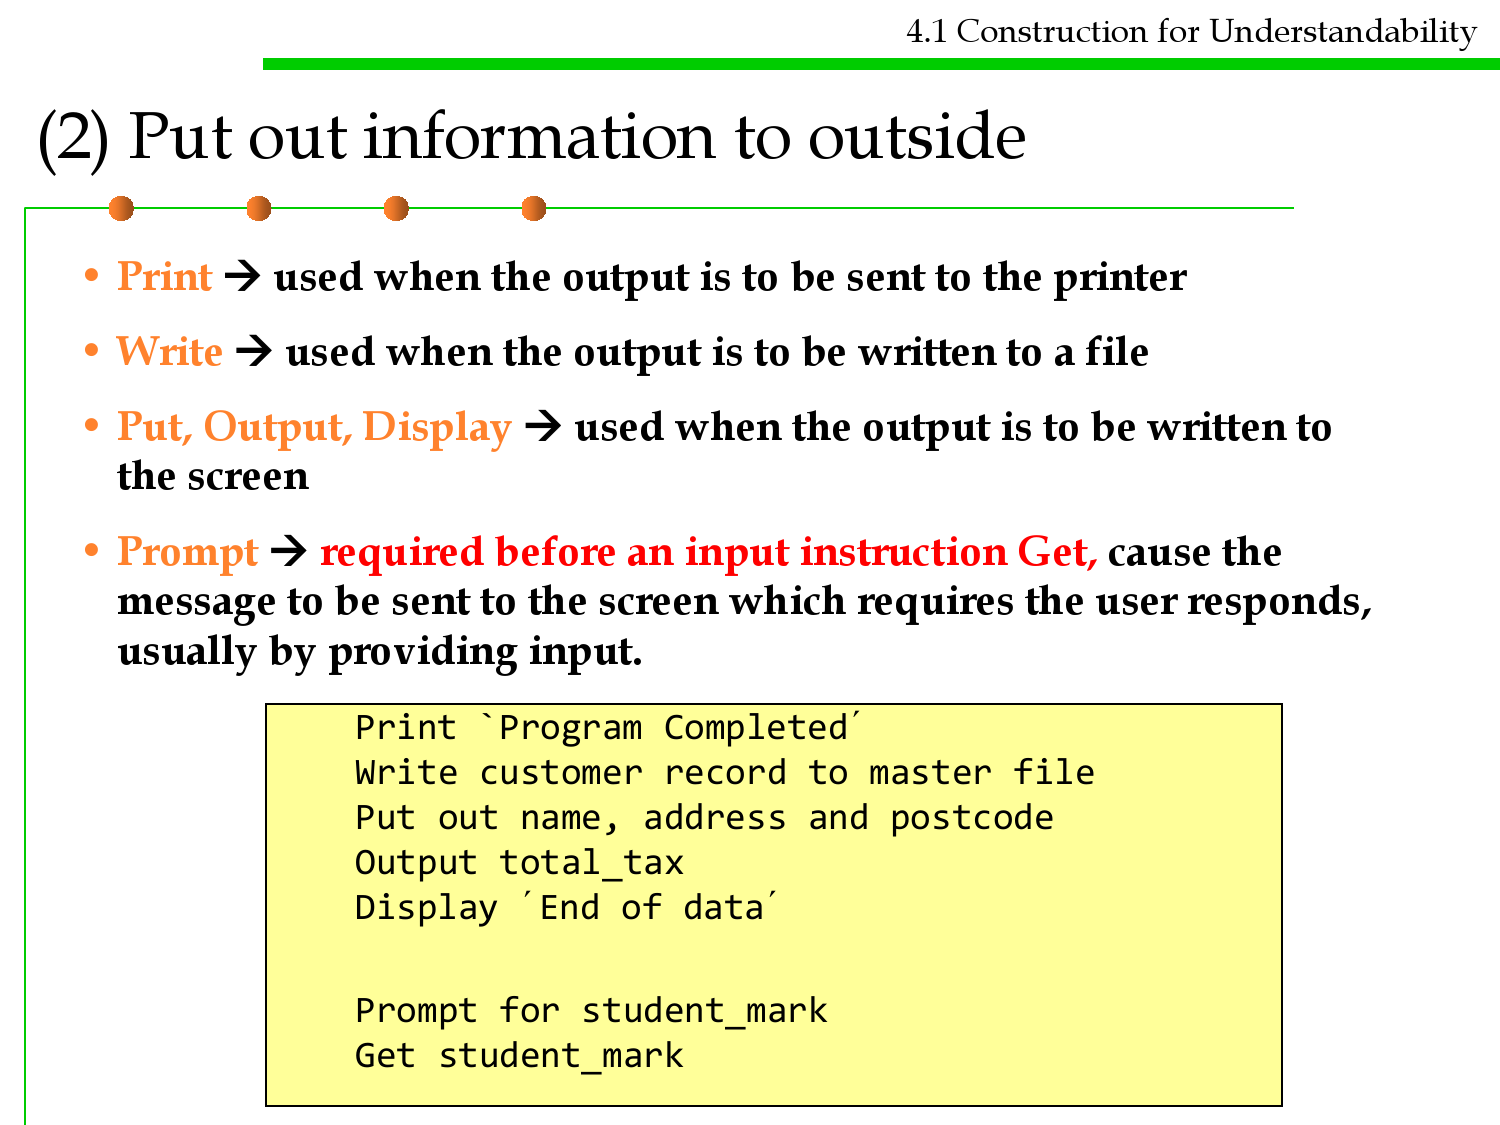 4.1 Construction for Understandability
(2) Put out information to outside
• Print → used when the output is to be sent to the printer
• Write → used when the output is to be written to a file
• Put, Output, Display → used when the output is to be written to
the screen
• Prompt → required before an input instruction Get, cause the
message to be sent to the screen which requires the user responds,
usually by providing input.
Print `Program Completed´
Write customer record to master file
Put out name, address and postcode
Output total_tax
Display ´End of data´
Prompt for student_mark
Get student_mark